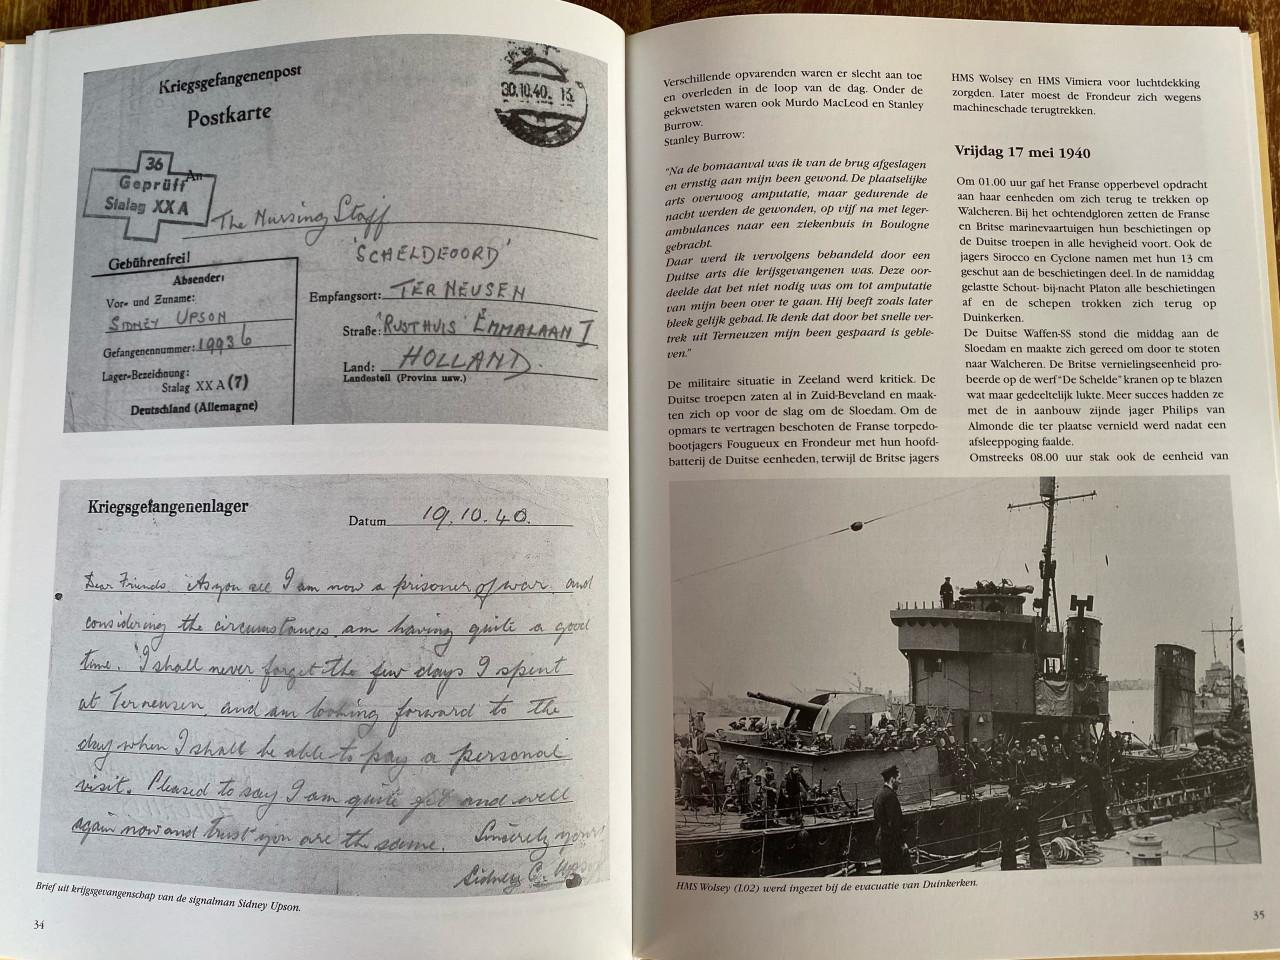 Kriegsgefangenenpost
Postkarte
30.10.40.
36
Geprüft
Stalag XX A
An
The Nursing Staff
'SCHELDEOORD'
Gebührenfrei!
Absender:
Vor- und Zuname:
SIDNEY UPSON
Gefangenennummer: 19936
Lager-Bezeichnung:
Stalag XX A (7)
Deutschland (Allemagne)
Empfangsort: TERNEUSEN
Straße: 'RUSTHUIS' EMMALAAN I
Land: HOLLAND.
Landesteil (Provinz usw.)
Kriegsgefangenenlager
Datum 19.10.40.
Dear Friends, As you see I am now a prisoner of war, and
considering the circumstances am having quite a good
time. I shall never forget the few days I spent
at Terneusen, and am looking forward to the
day when I shall be able to pay a personal
visit. Pleased to say I am quite fit and well
again now and trust you are the same. Sincerely yours
Sidney C. Upson
Brief uit krijgsgevangenschap van de signalman Sidney Upson.
34
Verschillende opvarenden waren er slecht aan toe
en overleden in de loop van de dag. Onder de
gekwetsten waren ook Murdo MacLeod en Stanley
Burrow.
Stanley Burrow:
"Na de bomaanval was ik van de brug afgeslagen
en ernstig aan mijn been gewond. De plaatselijke
arts overwoog amputatie, maar gedurende de
nacht werden de gewonden, op vijf na met leger-
ambulances naar een ziekenhuis in Boulogne
gebracht.
Daar werd ik vervolgens behandeld door een
Duitse arts die krijsgevangenen was. Deze oor-
deelde dat het niet nodig was om tot amputatie
van mijn been over te gaan. Hij heeft zoals later
bleek gelijk gehad. Ik denk dat door het snelle ver-
trek uit Terneuzen mijn been gespaard is geble-
ven."
De militaire situatie in Zeeland werd kritiek. De
Duitse troepen zaten al in Zuid-Beveland en maak-
ten zich op voor de slag om de Sloedam. Om de
opmars te vertragen beschoten de Franse torpedo-
bootjagers Fougueux en Frondeur met hun hoofd-
batterij de Duitse eenheden, terwijl de Britse jagers
HMS Wolsey en HMS Vimiera voor luchtdekking
zorgden. Later moest de Frondeur zich wegens
machineschade terugtrekken.
Vrijdag 17 mei 1940
Om 01.00 uur gaf het Franse opperbevel opdracht
aan haar eenheden om zich terug te trekken op
Walcheren. Bij het ochtendgloren zetten de Franse
en Britse marinevaartuigen hun beschietingen op
de Duitse troepen in alle hevigheid voort. Ook de
jagers Sirocco en Cyclone namen met hun 13 cm
geschut aan de beschietingen deel. In de namiddag
gelastte Schout- bij-nacht Platon alle beschietingen
af en de schepen trokken zich terug op
Duinkerken.
De Duitse Waffen-SS stond die middag aan de
Sloedam en maakte zich gereed om door te stoten
naar Walcheren. De Britse vernielingseenheid pro-
beerde op de werf "De Schelde" kranen op te blazen
wat maar gedeeltelijk lukte. Meer succes hadden ze
met de in aanbouw zijnde jager Philips van
Almonde die ter plaatse vernield werd nadat een
afsleeppoging faalde.
Omstreeks 08.00 uur stak ook de eenheid van
HMS Wolsey (L02) werd ingezet bij de evacuatie van Duinkerken.
35